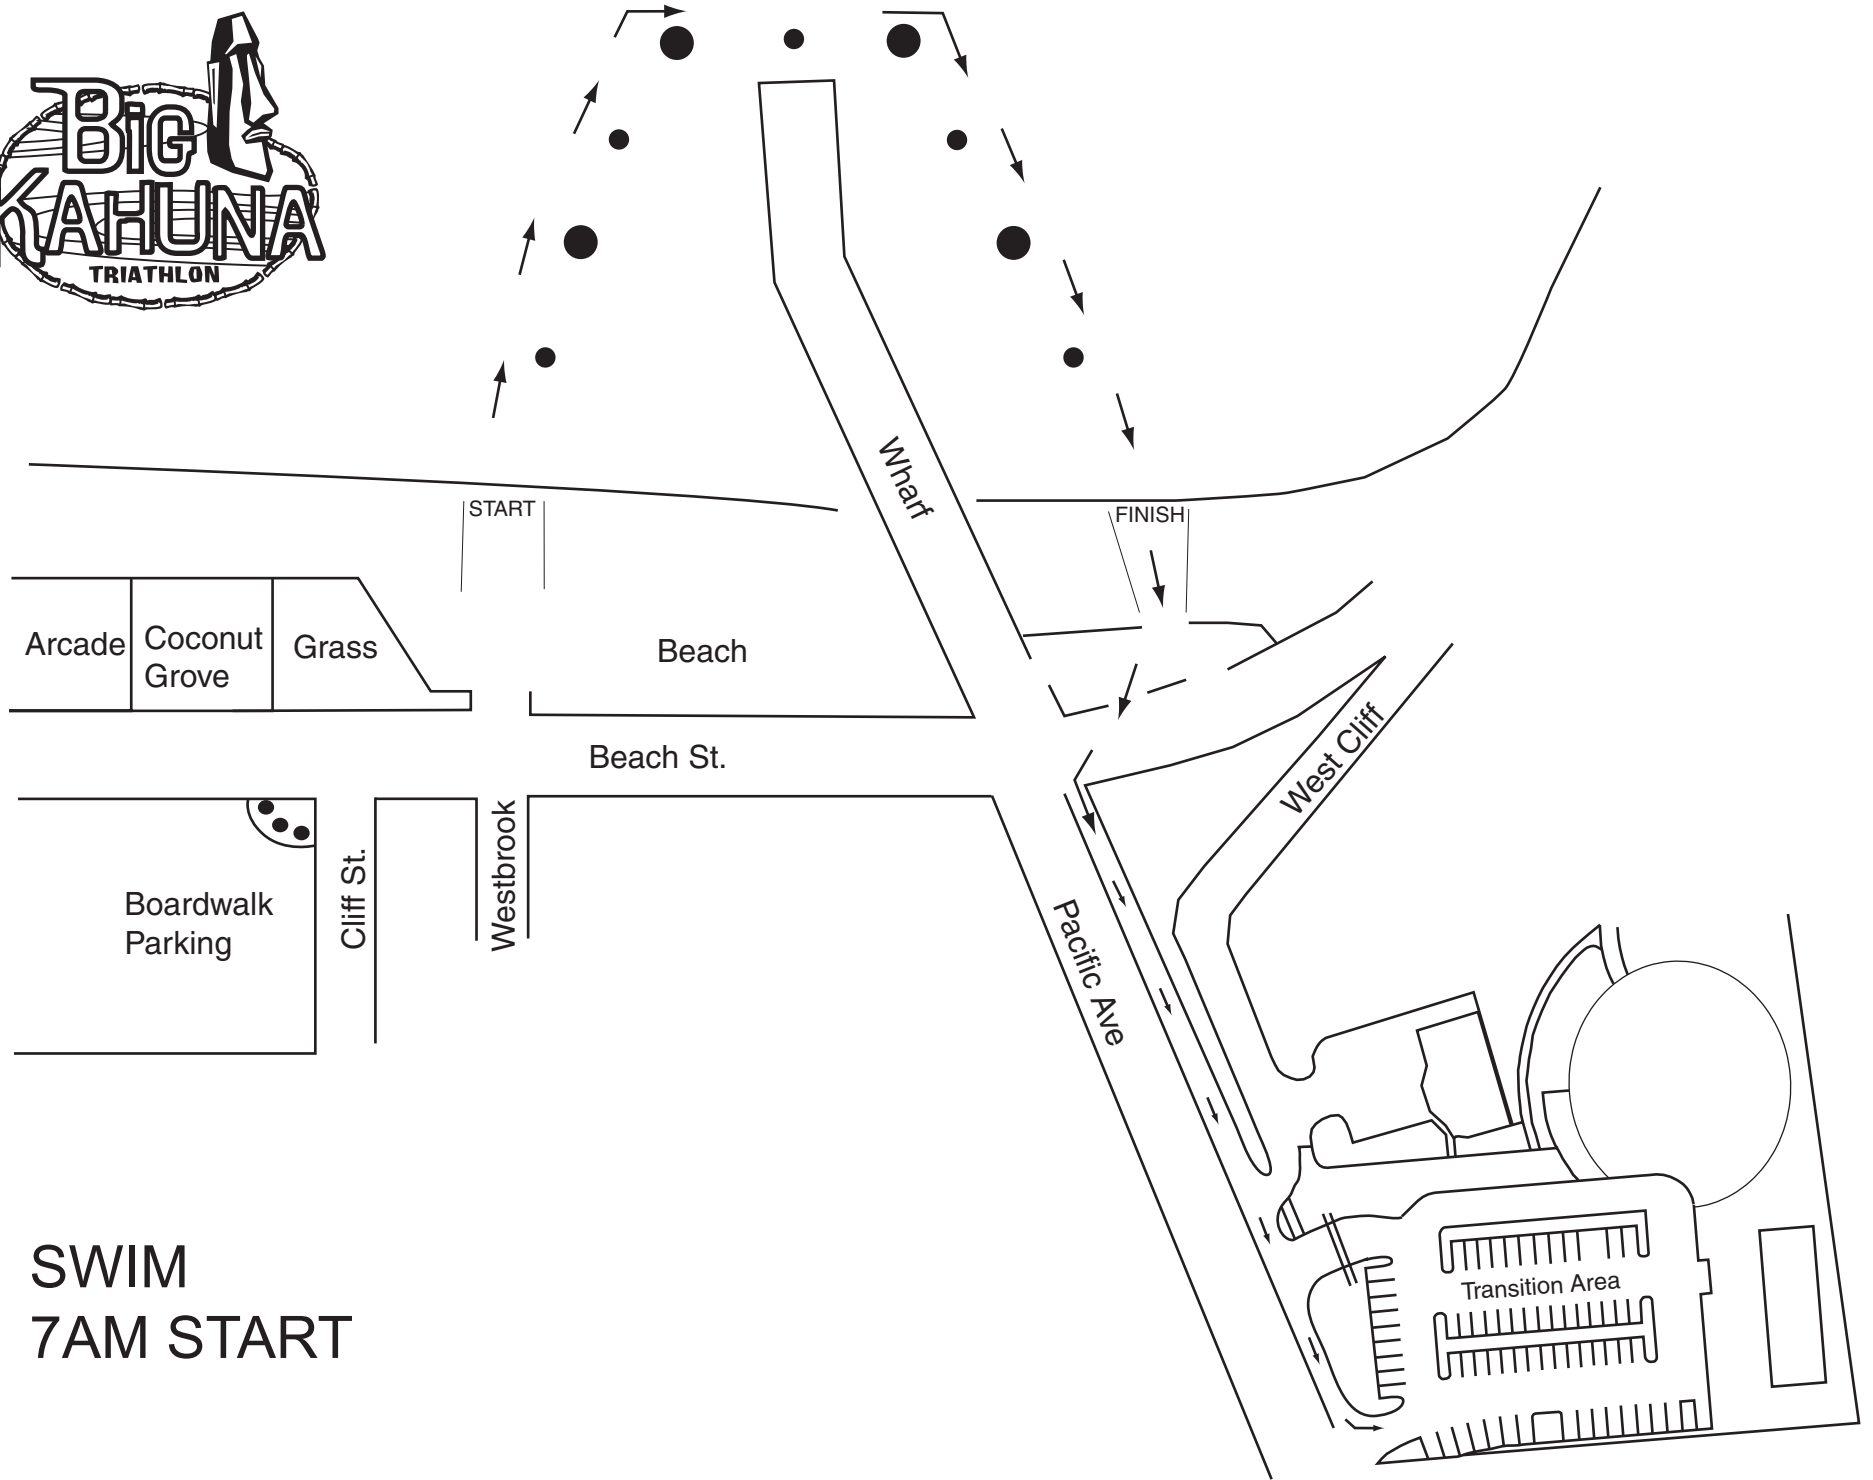 BiG
KAHUNA
TRIATHLON
Wharf
START
FINISH
Arcade
Coconut
Grove
Grass
Beach
Beach St.
West Cliff
Boardwalk
Parking
Cliff St.
Westbrook
Pacific Ave
Transition Area
SWIM
7AM START